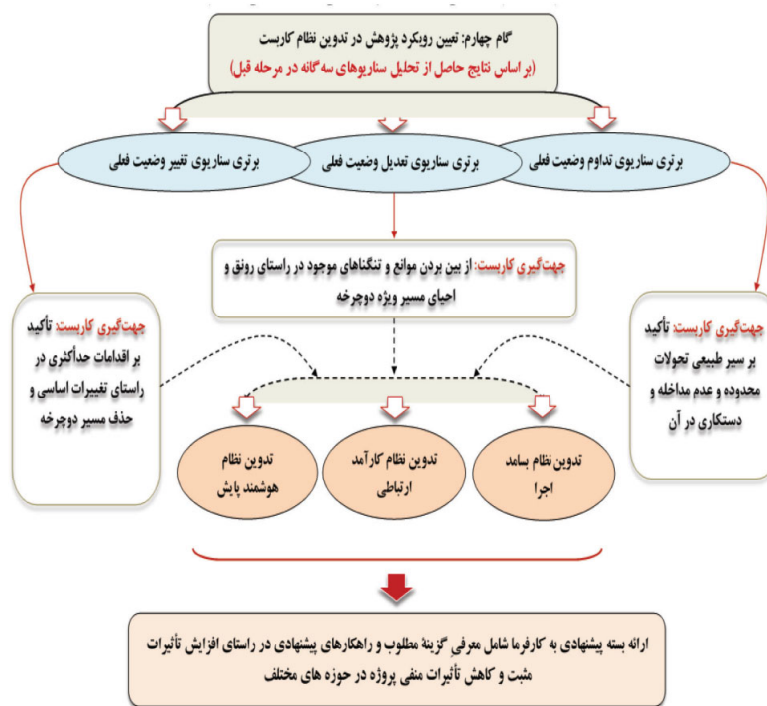 گام چهارم: تعیین رویکرد پژوهش در تدوین نظام کاربست
(بر اساس نتایج حاصل از تحلیل سناریوهای سه‌گانه در مرحله قبل)
برتری سناریوی تداوم وضعیت فعلی
برتری سناریوی تعدیل وضعیت فعلی
برتری سناریوی تغییر وضعیت فعلی
جهت‌گیری کاربست: از بین بردن موانع و تنگناهای موجود در راستای رونق و
احیای مسیر ویژه دوچرخه
جهت‌گیری کاربست: تأکید
بر سیر طبیعی تحولات
محدوده و عدم مداخله و
دستکاری در آن
جهت‌گیری کاربست: تأکید
بر اقدامات حداکثری در
راستای تغییرات اساسی و
حذف مسیر دوچرخه
تدوین نظام بسامد
اجرا
تدوین نظام کارآمد
ارتباطی
تدوین نظام
هوشمند پایش
ارائه بسته پیشنهادی به کارفرما شامل معرفیِ گزینهٔ مطلوب و راهکارهای پیشنهادی در راستای افزایش تأثیرات
مثبت و کاهش تأثیرات منفی پروژه در حوزه های مختلف